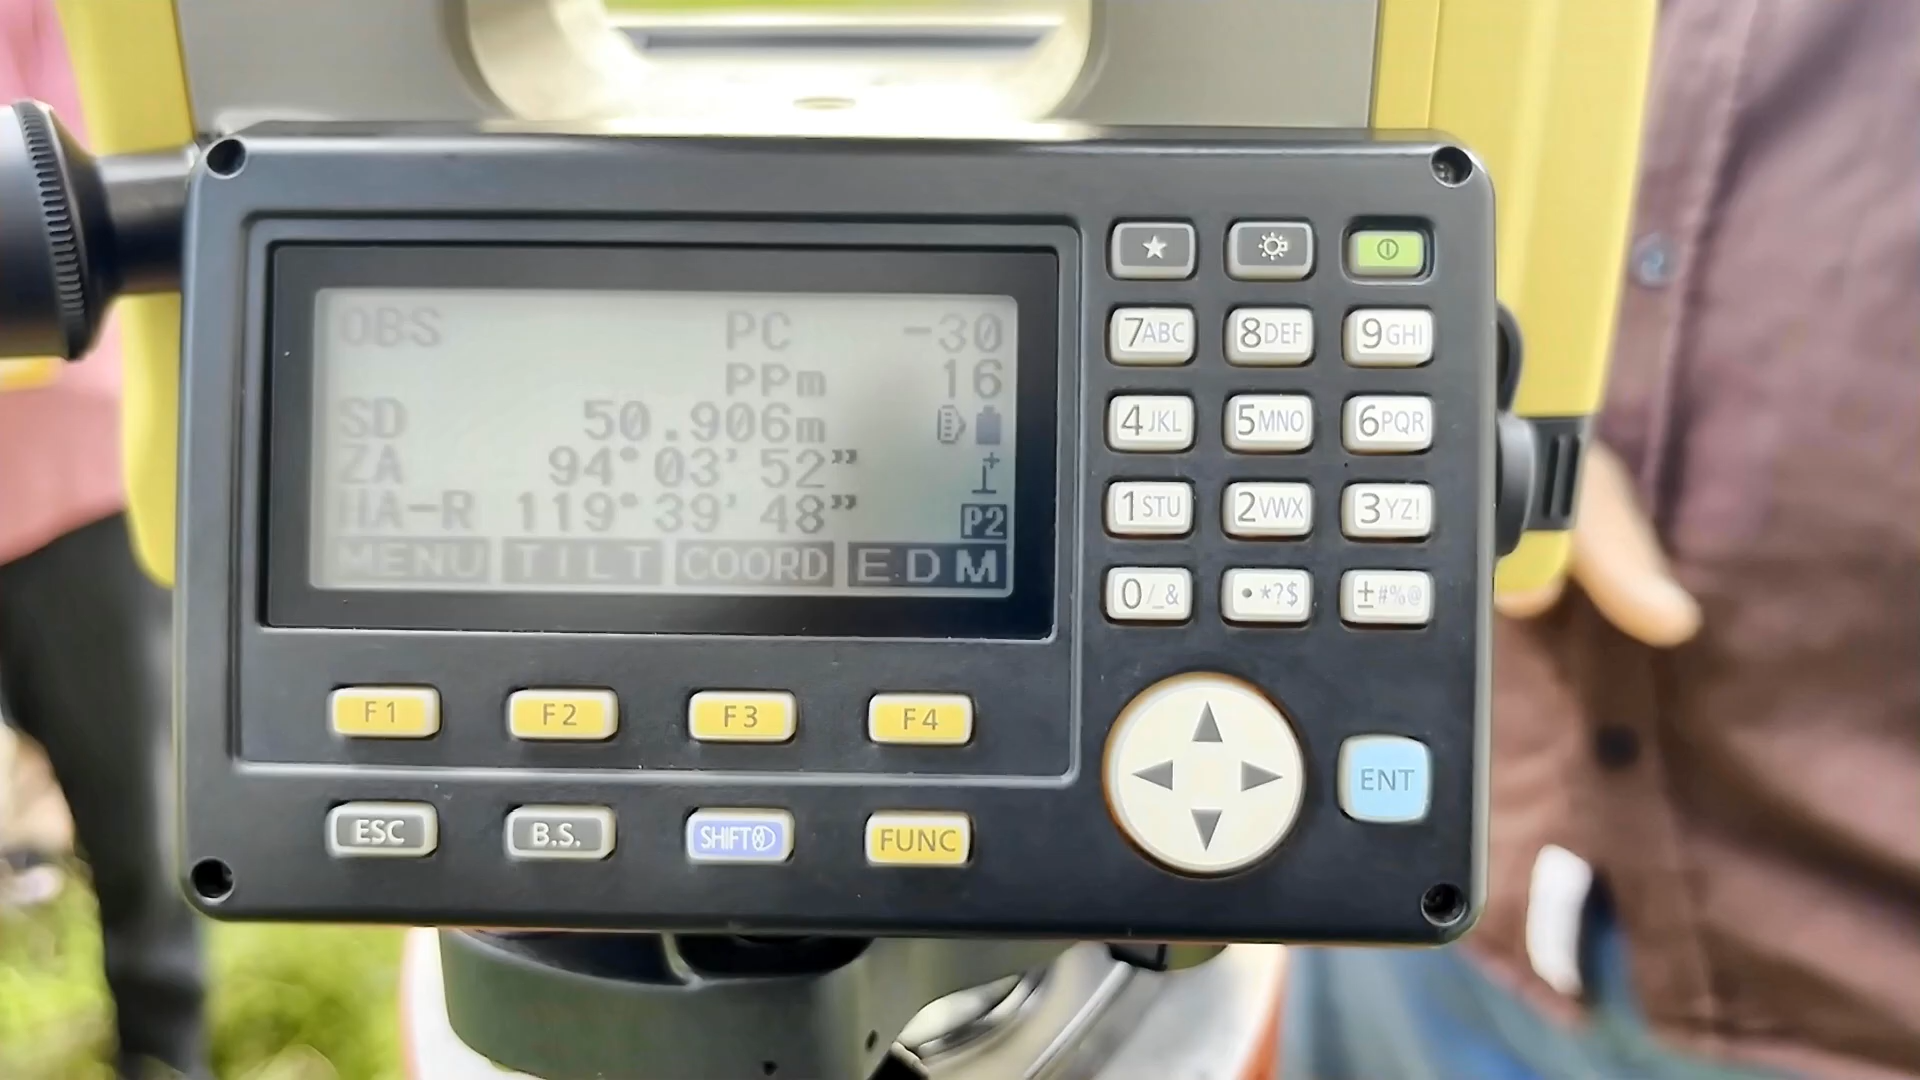 OBS PC -30
PPm 16
SD 50.906m
ZA 94°03'52"
HA-R 119°39'48"
P2
MENU TILT COORD EDM
7ABC 8DEF 9GHI
4JKL 5MNO 6PQR
1STU 2VWX 3YZ!
0/_& •*?$ ±#%@
F1 F2 F3 F4
ENT
ESC B.S. SHIFT FUNC